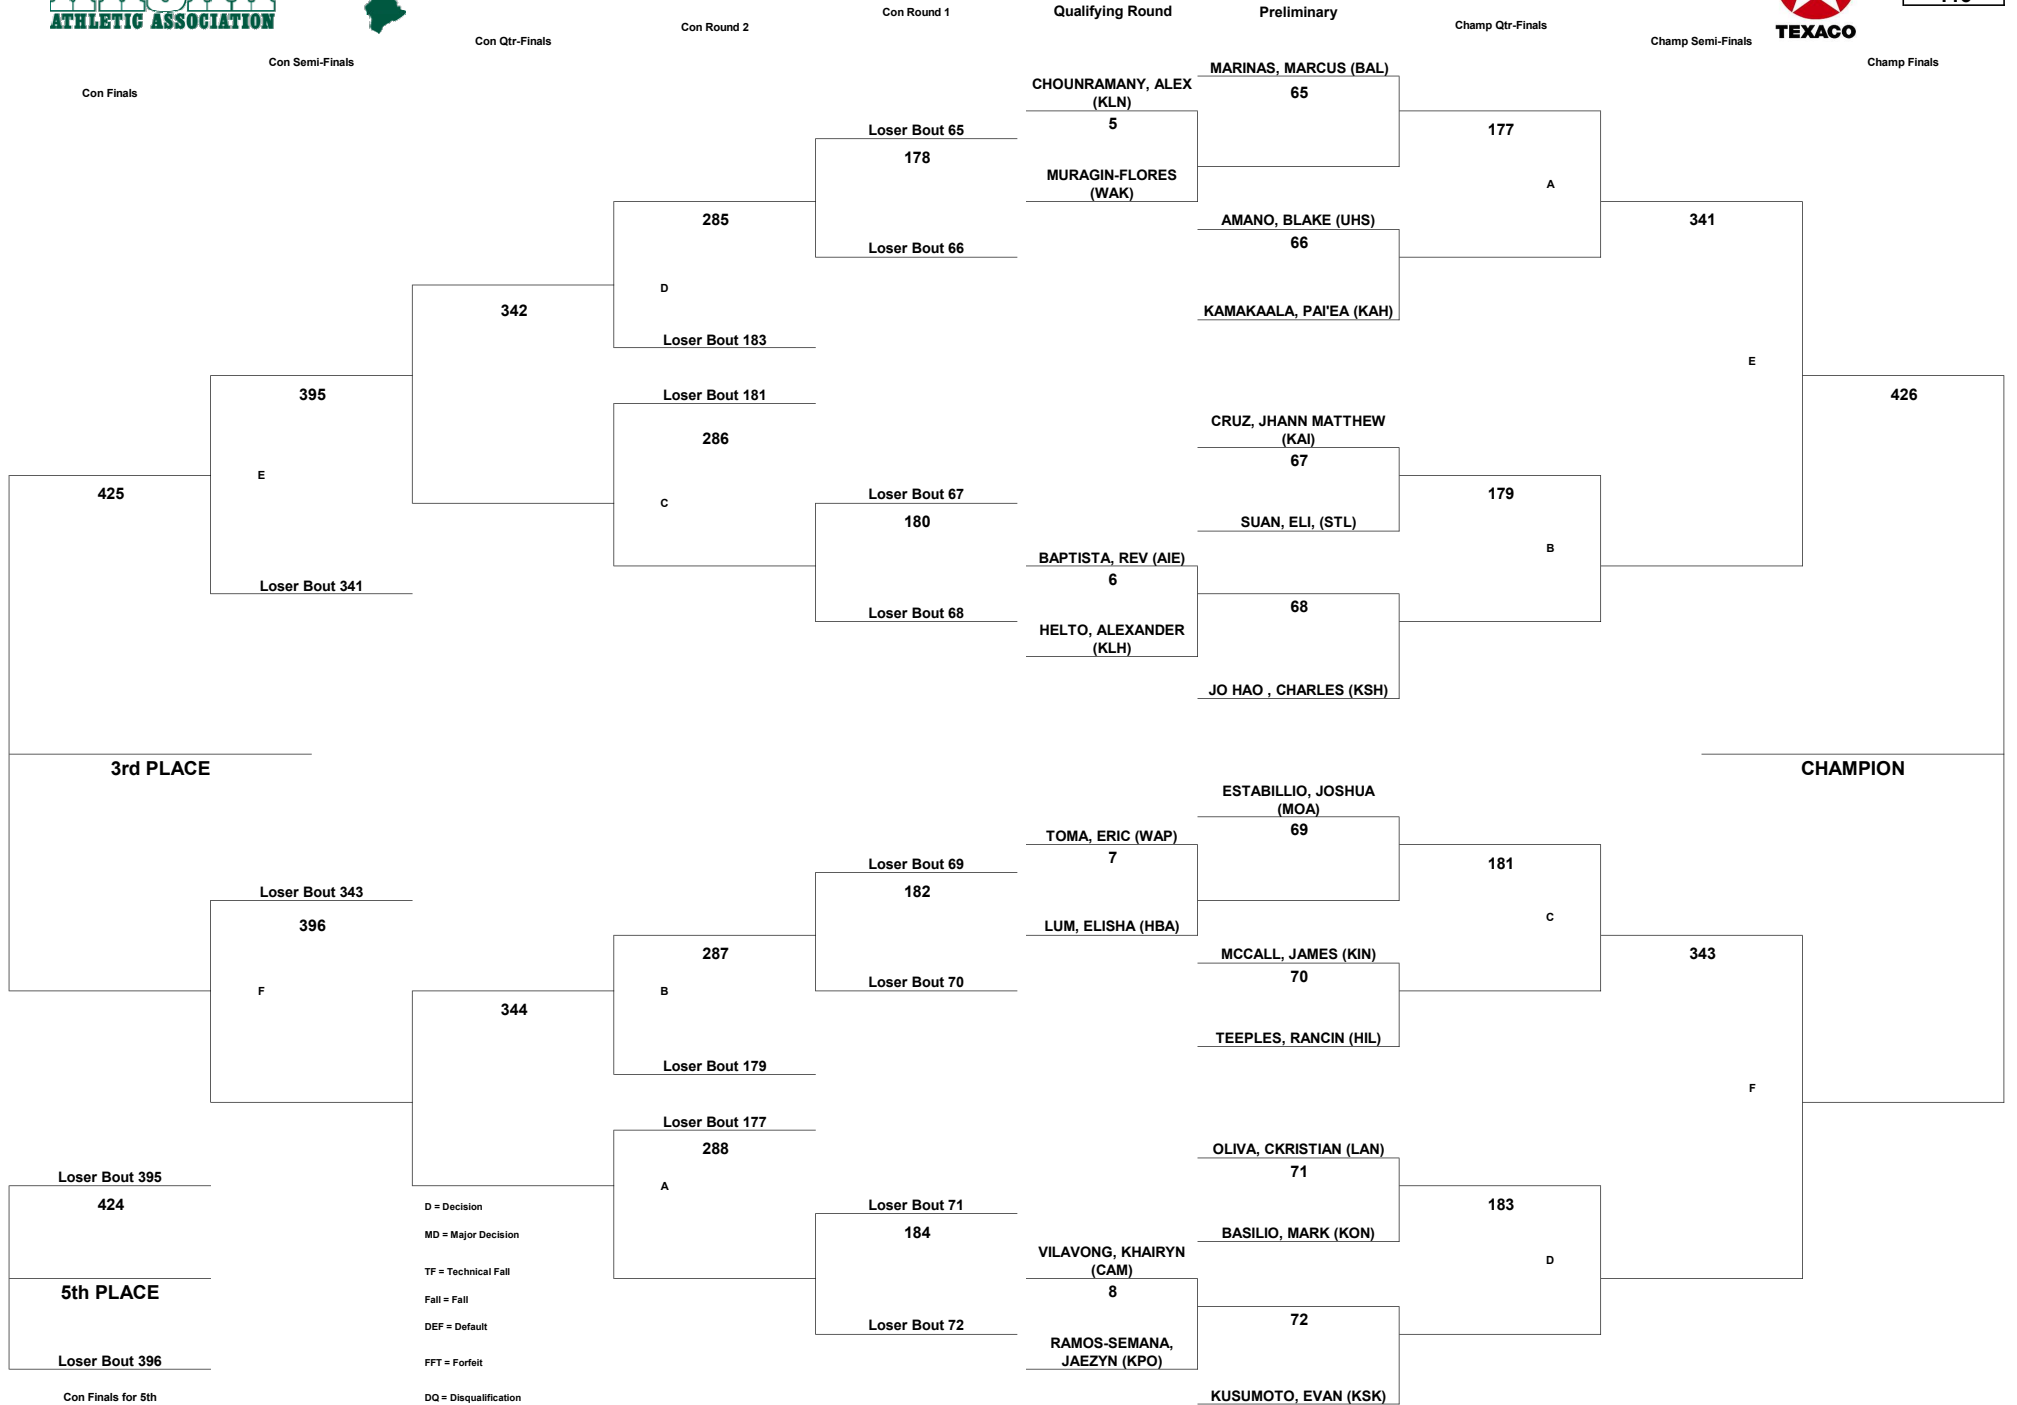 ATHLETIC ASSOCIATION
TEXACO
Con Finals
Con Semi-Finals
Con Qtr-Finals
Con Round 2
Con Round 1
Qualifying Round
Preliminary
Champ Qtr-Finals
Champ Semi-Finals
Champ Finals
MARINAS, MARCUS (BAL)
65
CHOUNRAMANY, ALEX
(KLN)
5
MURAGIN-FLORES
(WAK)
AMANO, BLAKE (UHS)
66
KAMAKAALA, PAI'EA (KAH)
CRUZ, JHANN MATTHEW
(KAI)
67
SUAN, ELI, (STL)
BAPTISTA, REV (AIE)
6
HELTO, ALEXANDER
(KLH)
68
JO HAO , CHARLES (KSH)
ESTABILLIO, JOSHUA
(MOA)
69
TOMA, ERIC (WAP)
7
LUM, ELISHA (HBA)
MCCALL, JAMES (KIN)
70
TEEPLES, RANCIN (HIL)
OLIVA, CKRISTIAN (LAN)
71
BASILIO, MARK (KON)
VILAVONG, KHAIRYN
(CAM)
8
RAMOS-SEMANA,
JAEZYN (KPO)
72
KUSUMOTO, EVAN (KSK)
177
A
179
B
181
C
183
D
341
E
343
F
426
CHAMPION
Loser Bout 65
178
Loser Bout 66
Loser Bout 67
180
Loser Bout 68
Loser Bout 69
182
Loser Bout 70
Loser Bout 71
184
Loser Bout 72
285
D
Loser Bout 183
Loser Bout 181
286
C
287
B
Loser Bout 179
Loser Bout 177
288
A
342
344
395
E
Loser Bout 341
Loser Bout 343
396
F
425
3rd PLACE
Loser Bout 395
424
5th PLACE
Loser Bout 396
Con Finals for 5th
D = Decision
MD = Major Decision
TF = Technical Fall
Fall = Fall
DEF = Default
FFT = Forfeit
DQ = Disqualification